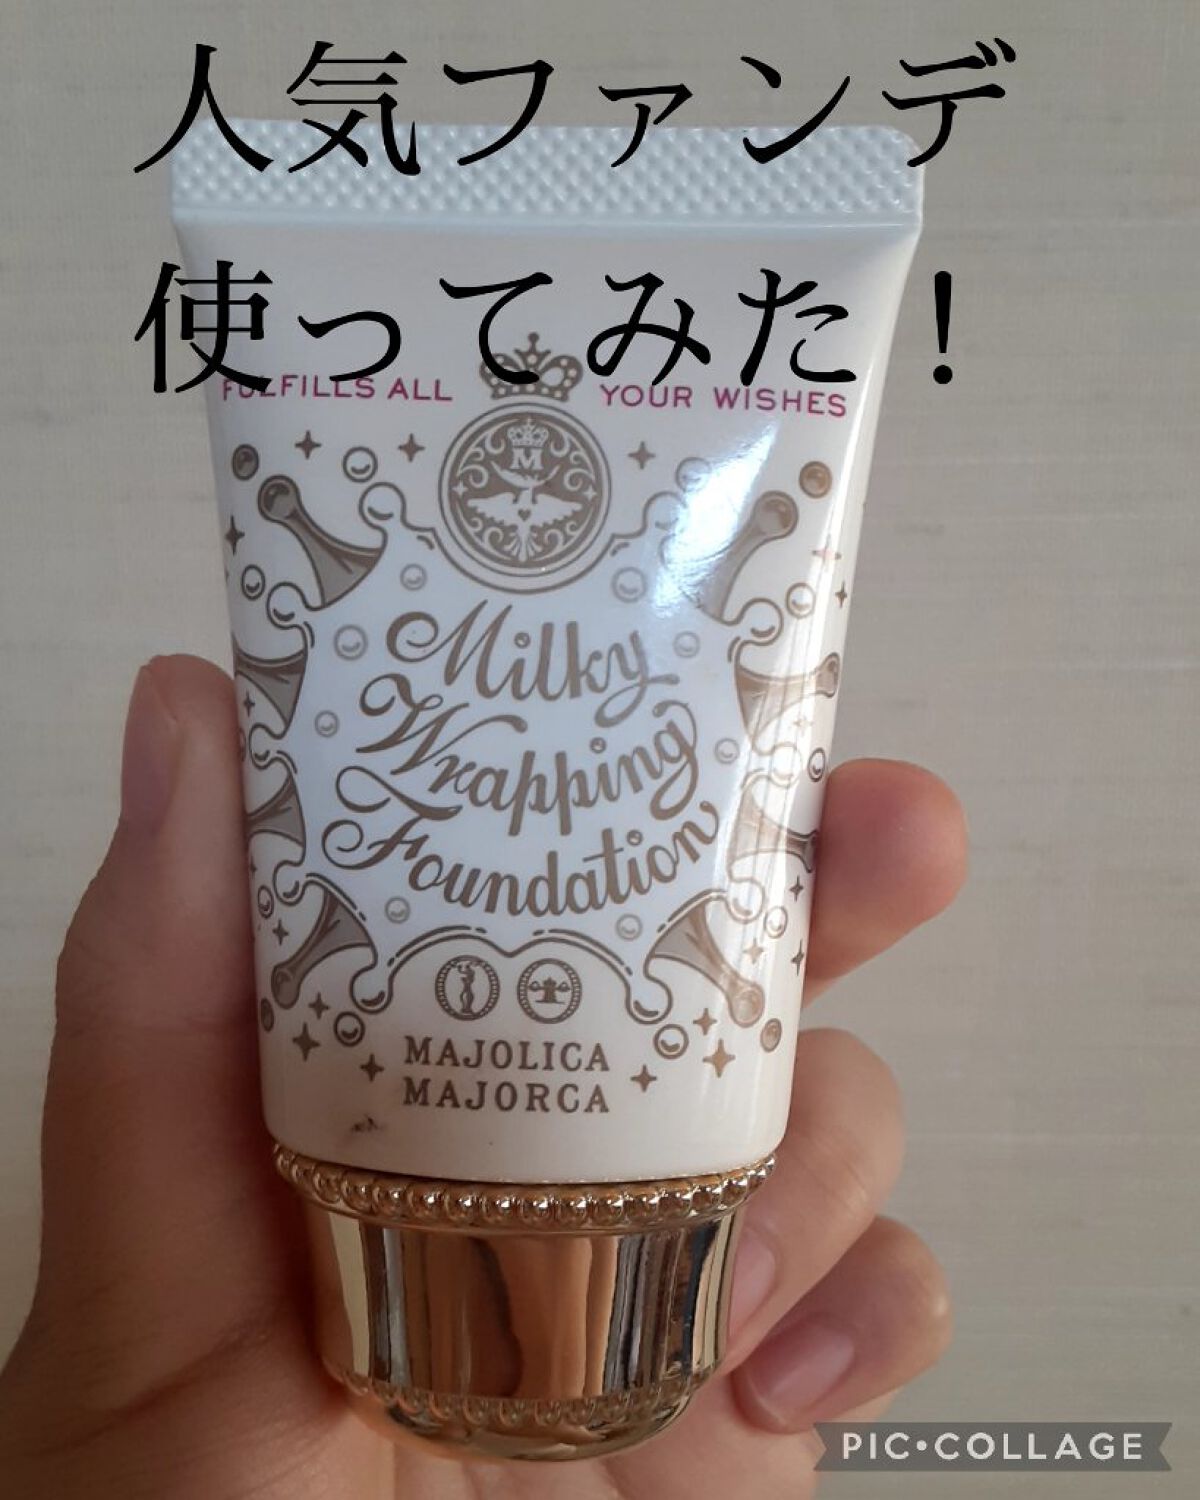 人気ファンデ
使ってみた！
FULFILLS ALL YOUR WISHES
M
Milky
Wrapping
Foundation
MAJOLICA
MAJORCA
PIC•COLLAGE